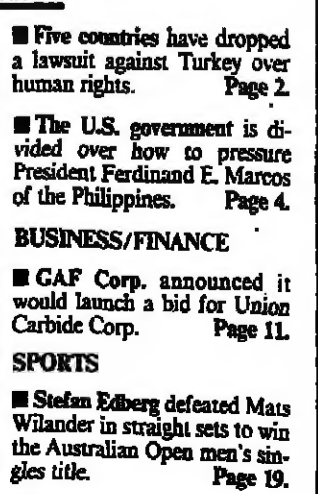 ■ Five countries have dropped
a lawsuit against Turkey over
human rights. Page 2.
■ The U.S. government is di-
vided over how to pressure
President Ferdinand E. Marcos
of the Philippines. Page 4.
BUSINESS/FINANCE
■ GAF Corp. announced it
would launch a bid for Union
Carbide Corp. Page 11.
SPORTS
■ Stefan Edberg defeated Mats
Wilander in straight sets to win
the Australian Open men's sin-
gles title. Page 19.